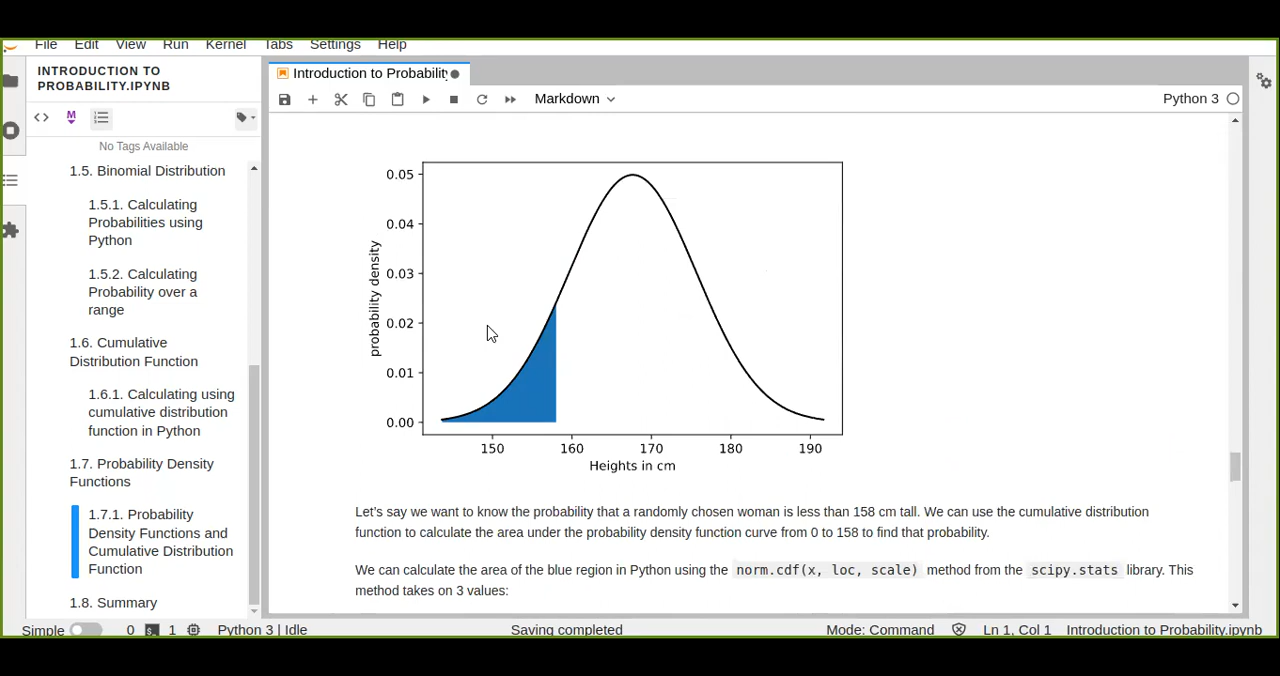 File Edit View Run Kernel Tabs Settings Help
INTRODUCTION TO
PROBABILITY.IPYNB
No Tags Available
1.5. Binomial Distribution
1.5.1. Calculating
Probabilities using
Python
1.5.2. Calculating
Probability over a
range
1.6. Cumulative
Distribution Function
1.6.1. Calculating using
cumulative distribution
function in Python
1.7. Probability Density
Functions
1.7.1. Probability
Density Functions and
Cumulative Distribution
Function
1.8. Summary
Introduction to Probability
Markdown
Python 3
0.05
0.04
0.03
0.02
0.01
0.00
probability density
150 160 170 180 190
Heights in cm
Let's say we want to know the probability that a randomly chosen woman is less than 158 cm tall. We can use the cumulative distribution
function to calculate the area under the probability density function curve from 0 to 158 to find that probability.
We can calculate the area of the blue region in Python using the norm.cdf(x, loc, scale) method from the scipy.stats library. This
method takes on 3 values:
Simple 0 1 Python 3 | Idle Saving completed Mode: Command Ln 1, Col 1 Introduction to Probability.ipynb